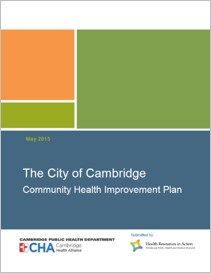 May 2015
The City of Cambridge
Community Health Improvement Plan
CAMBRIDGE PUBLIC HEALTH DEPARTMENT
CHA Cambridge
Health Alliance
Submitted by:
Health Resources in Action